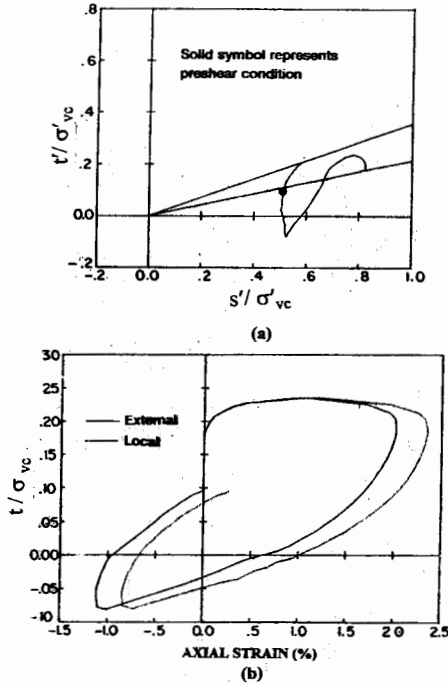 .8
.6
Solid symbol represents
preshear condition
.4
t'/σ'vc
.2
0.0
-.2
-.2 0.0 .2 .4 .6 .8 1.0
s'/σ'vc
(a)
.30
.25
.20
External
Local
.15
t/σvc
.10
.05
0.00
-.05
-.10
-1.5 -1.0 -.5 0.0 .5 1.0 1.5 2.0 2.5
AXIAL STRAIN (%)
(b)